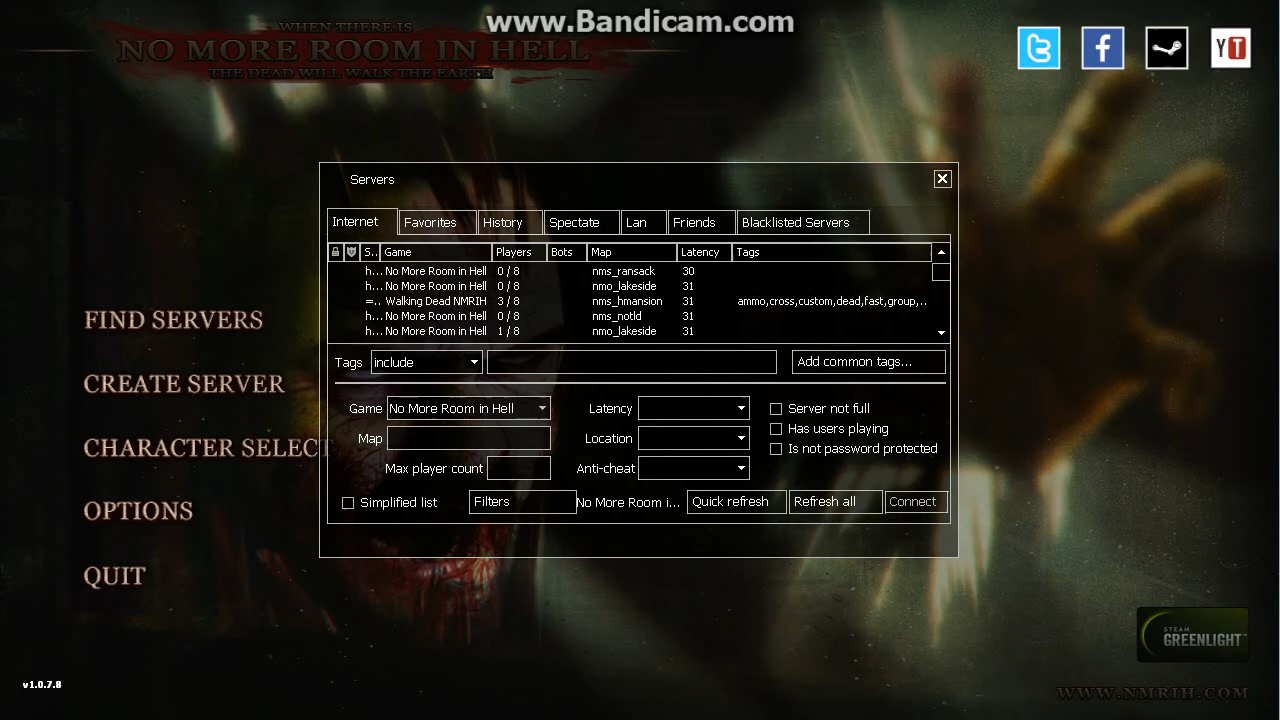 www.Bandicam.com
WHEN THERE IS
NO MORE ROOM IN HELL
THE DEAD WILL WALK THE EARTH
YT
Servers
Internet Favorites History Spectate Lan Friends Blacklisted Servers
S.. Game Players Bots Map Latency Tags
h... No More Room in Hell 0 / 8 nms_ransack 30
h... No More Room in Hell 0 / 8 nmo_lakeside 31
=.. Walking Dead NMRIH 3 / 8 nms_hmansion 31 ammo,cross,custom,dead,fast,group,..
h... No More Room in Hell 0 / 8 nms_notld 31
h... No More Room in Hell 1 / 8 nmo_lakeside 31
Tags include Add common tags...
Game No More Room in Hell Latency Server not full
Has users playing
Map Location Is not password protected
Max player count Anti-cheat
Simplified list Filters No More Room i... Quick refresh Refresh all Connect
FIND SERVERS
CREATE SERVER
CHARACTER SELECT
OPTIONS
QUIT
STEAM
GREENLIGHT™
v1.0.7.8
WWW.NMRIH.COM